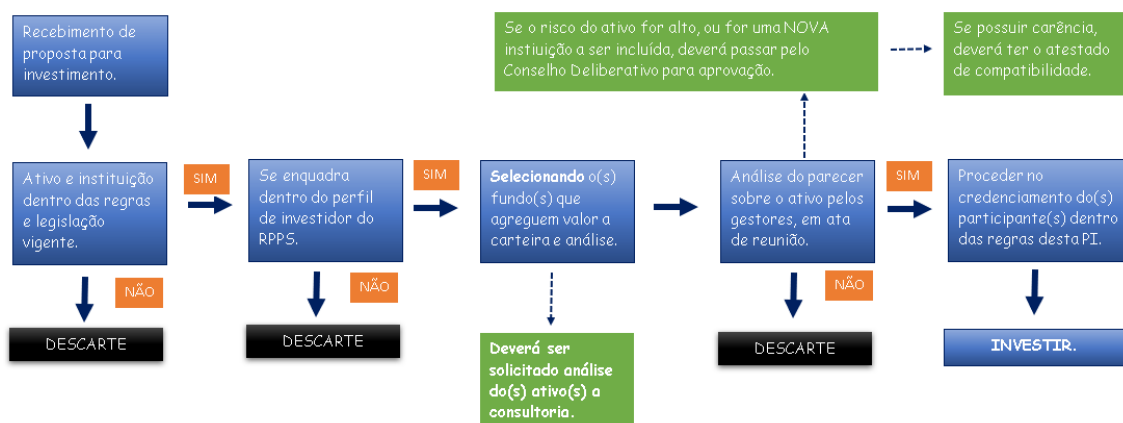 Recebimento de
proposta para
investimento.
Se o risco do ativo for alto, ou for uma NOVA
instiuição a ser incluída, deverá passar pelo
Conselho Deliberativo para aprovação.
Se possuir carência,
deverá ter o atestado
de compatibilidade.
Ativo e instituição
dentro das regras
e legislação
vigente.
SIM
Se enquadra
dentro do perfil
de investidor do
RPPS.
SIM
Selecionando o(s)
fundo(s) que
agreguem valor a
carteira e análise.
Análise do parecer
sobre o ativo pelos
gestores, em ata
de reunião.
SIM
Proceder no
credenciamento do(s)
participante(s) dentro
das regras desta PI.
NÃO
NÃO
NÃO
DESCARTE
DESCARTE
Deverá ser
solicitado análise
do(s) ativo(s) a
consultoria.
DESCARTE
INVESTIR.